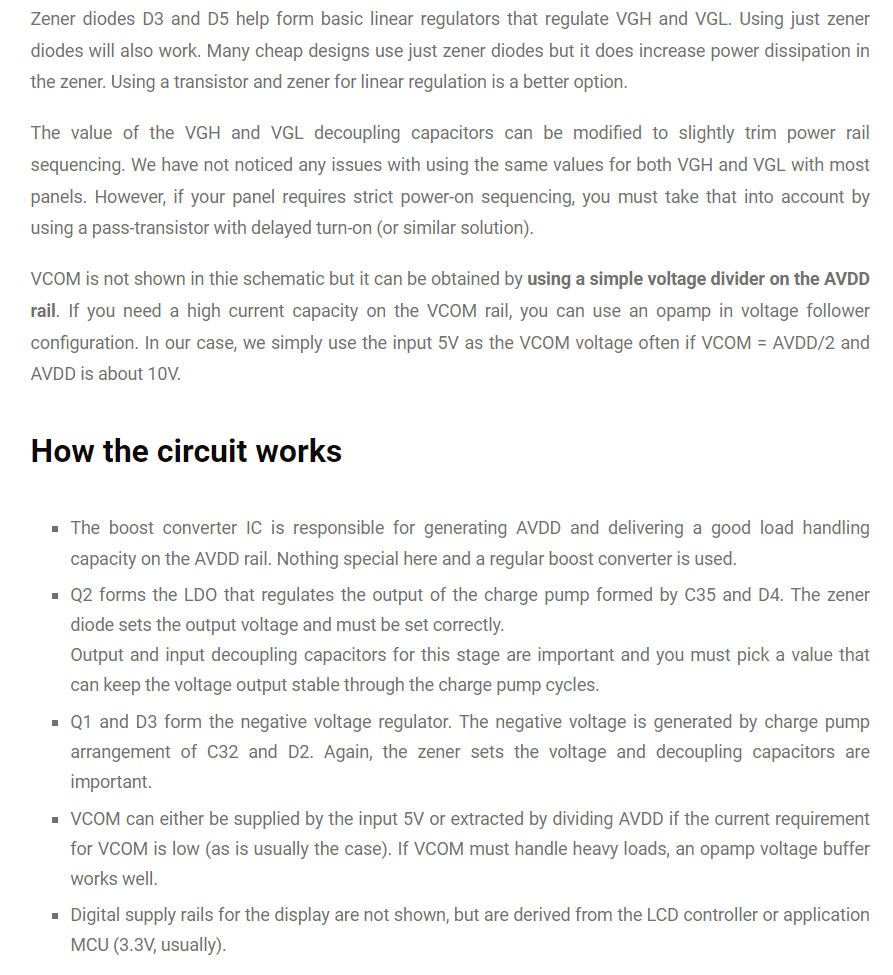 Zener diodes D3 and D5 help form basic linear regulators that regulate VGH and VGL. Using just zener
diodes will also work. Many cheap designs use just zener diodes but it does increase power dissipation in
the zener. Using a transistor and zener for linear regulation is a better option.
The value of the VGH and VGL decoupling capacitors can be modified to slightly trim power rail
sequencing. We have not noticed any issues with using the same values for both VGH and VGL with most
panels. However, if your panel requires strict power-on sequencing, you must take that into account by
using a pass-transistor with delayed turn-on (or similar solution).
VCOM is not shown in thie schematic but it can be obtained by using a simple voltage divider on the AVDD
rail. If you need a high current capacity on the VCOM rail, you can use an opamp in voltage follower
configuration. In our case, we simply use the input 5V as the VCOM voltage often if VCOM = AVDD/2 and
AVDD is about 10V.
How the circuit works
▪ The boost converter IC is responsible for generating AVDD and delivering a good load handling
capacity on the AVDD rail. Nothing special here and a regular boost converter is used.
▪ Q2 forms the LDO that regulates the output of the charge pump formed by C35 and D4. The zener
diode sets the output voltage and must be set correctly.
Output and input decoupling capacitors for this stage are important and you must pick a value that
can keep the voltage output stable through the charge pump cycles.
▪ Q1 and D3 form the negative voltage regulator. The negative voltage is generated by charge pump
arrangement of C32 and D2. Again, the zener sets the voltage and decoupling capacitors are
important.
▪ VCOM can either be supplied by the input 5V or extracted by dividing AVDD if the current requirement
for VCOM is low (as is usually the case). If VCOM must handle heavy loads, an opamp voltage buffer
works well.
▪ Digital supply rails for the display are not shown, but are derived from the LCD controller or application
MCU (3.3V, usually).